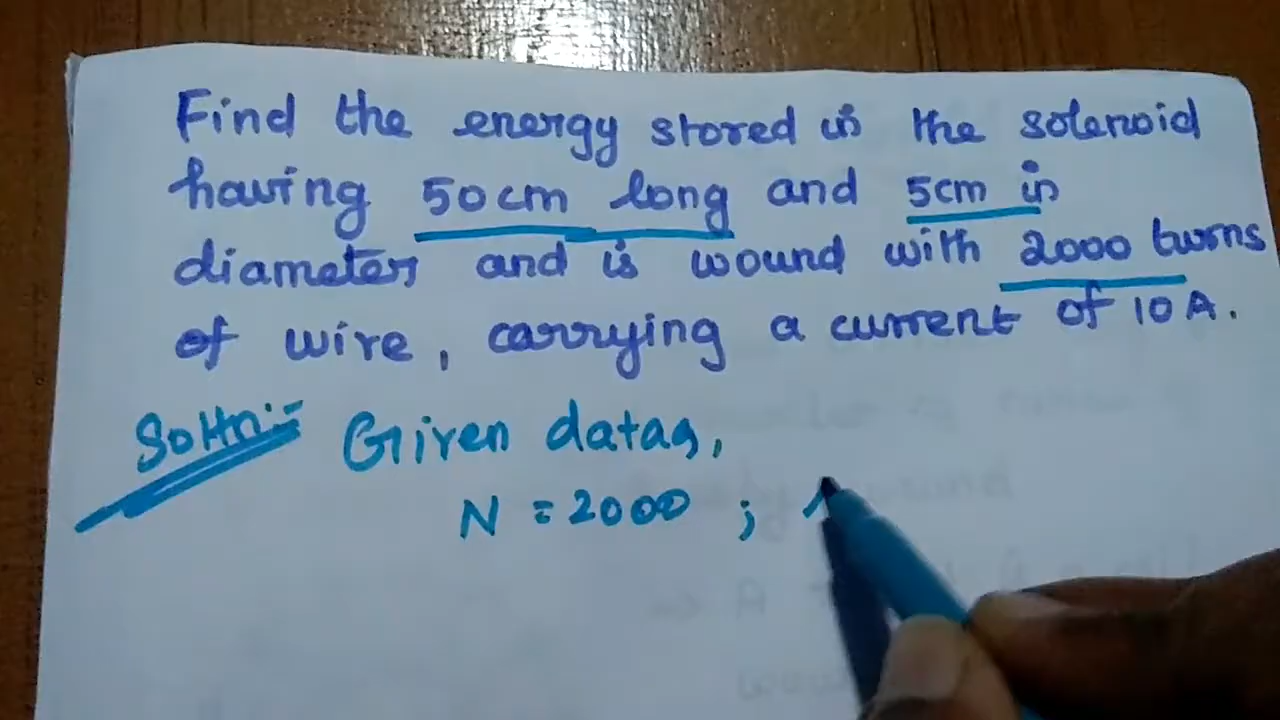 Find the energy stored in the solenoid
having 50cm long and 5cm in
diameter and is wound with 2000 turns
of wire, carrying a current of 10A.
Soltn:- Given datas,
N = 2000 ;